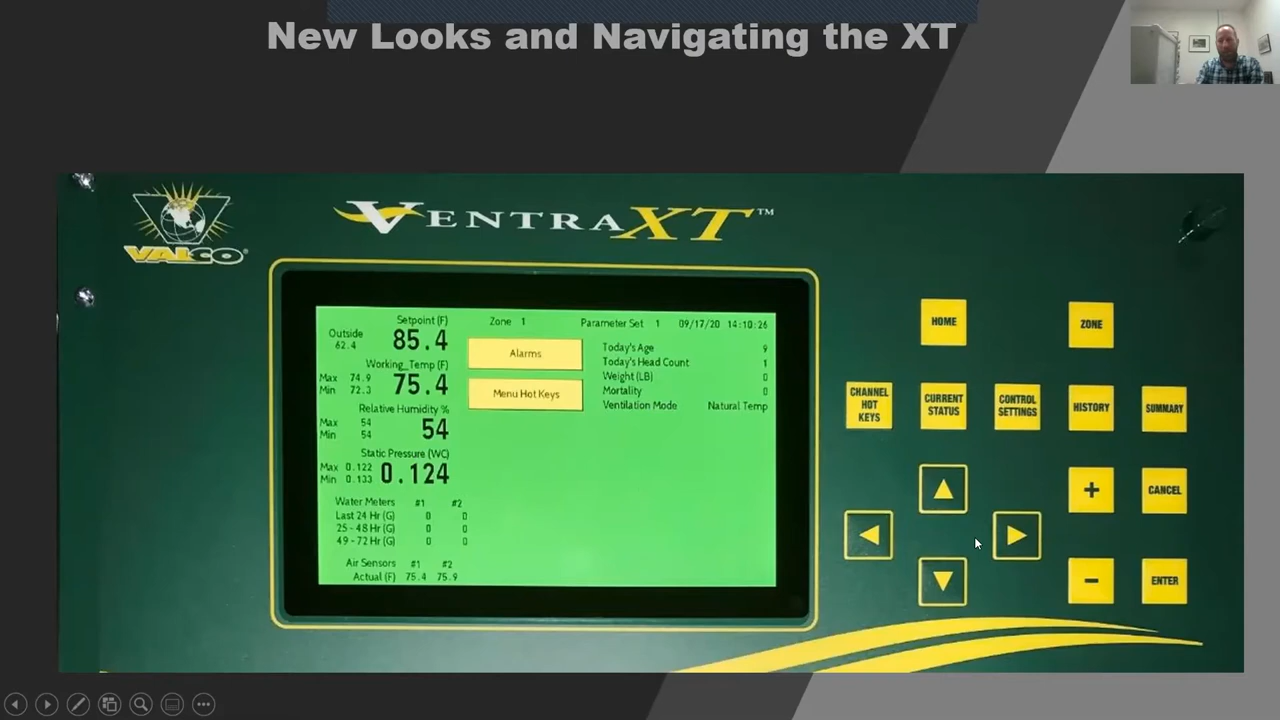 New Looks and Navigating the XT
VALCO®
VENTRAXT™
Setpoint (F)
Outside
62.4
85.4
Zone 1
Parameter Set 1
09/17/20 14:10:26
Working_Temp (F)
Max 74.9
Min 72.3
75.4
Relative Humidity %
Max 54
Min 54
54
Static Pressure (WC)
Max 0.122
Min 0.133
0.124
Water Meters #1 #2
Last 24 Hr (G) 0 0
25 - 48 Hr (G) 0 0
49 - 72 Hr (G) 0 0
Air Sensors #1 #2
Actual (F) 75.4 75.9
Alarms
Menu Hot Keys
Today's Age 9
Today's Head Count 1
Weight (LB) 0
Mortality 0
Ventilation Mode Natural Temp
HOME
ZONE
CHANNEL
HOT
KEYS
CURRENT
STATUS
CONTROL
SETTINGS
HISTORY
SUMMARY
+
CANCEL
−
ENTER